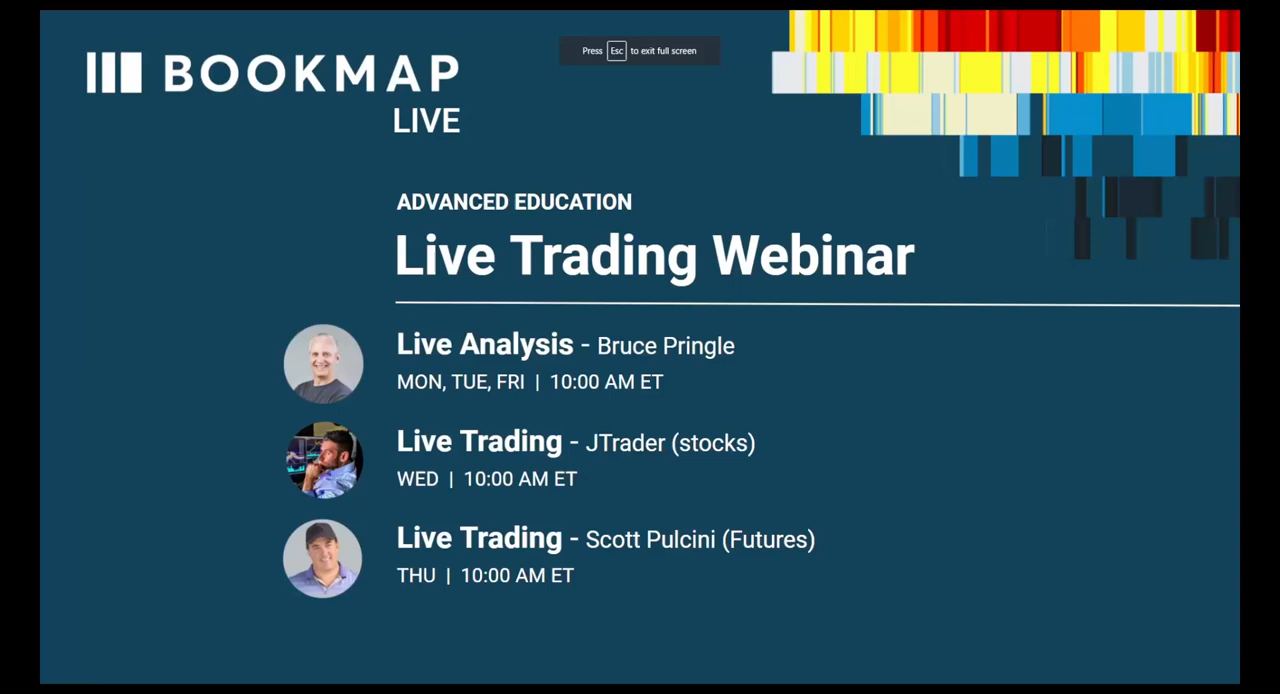 BOOKMAP
LIVE
Press Esc to exit full screen
ADVANCED EDUCATION
Live Trading Webinar
Live Analysis - Bruce Pringle
MON, TUE, FRI | 10:00 AM ET
Live Trading - JTrader (stocks)
WED | 10:00 AM ET
Live Trading - Scott Pulcini (Futures)
THU | 10:00 AM ET